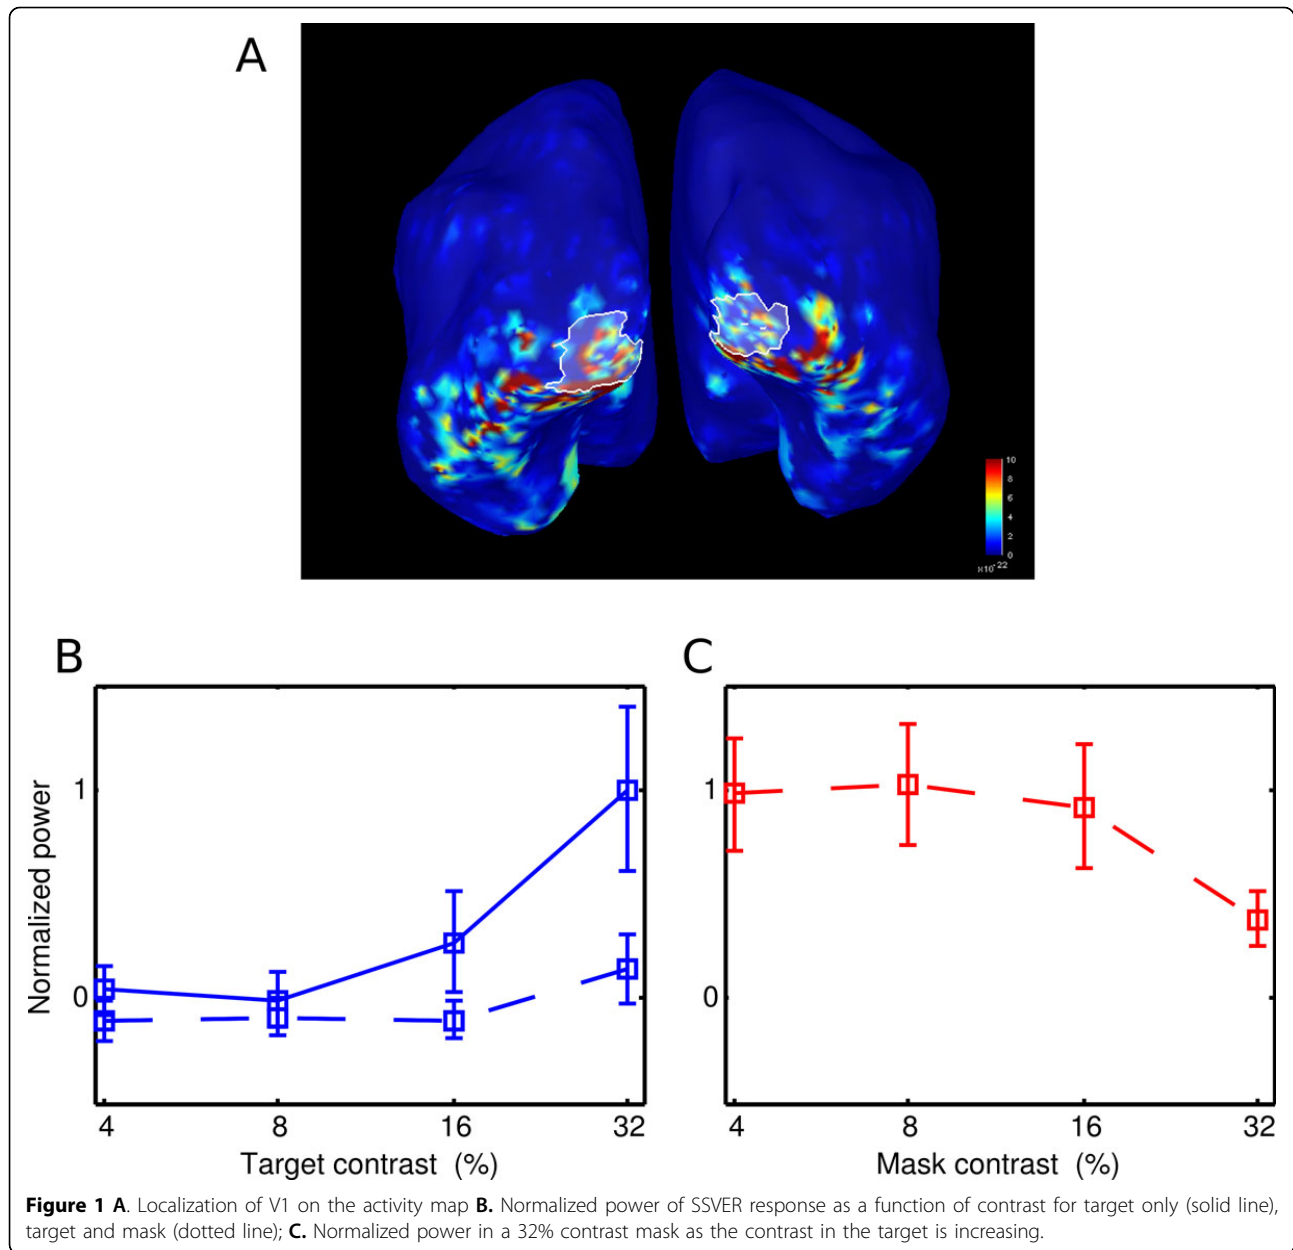 A
10
8
6
4
2
0
×10⁻²²
B
1
0
Normalized power
4 8 16 32
Target contrast (%)
C
1
0
4 8 16 32
Mask contrast (%)
Figure 1 A. Localization of V1 on the activity map B. Normalized power of SSVER response as a function of contrast for target only (solid line),
target and mask (dotted line); C. Normalized power in a 32% contrast mask as the contrast in the target is increasing.